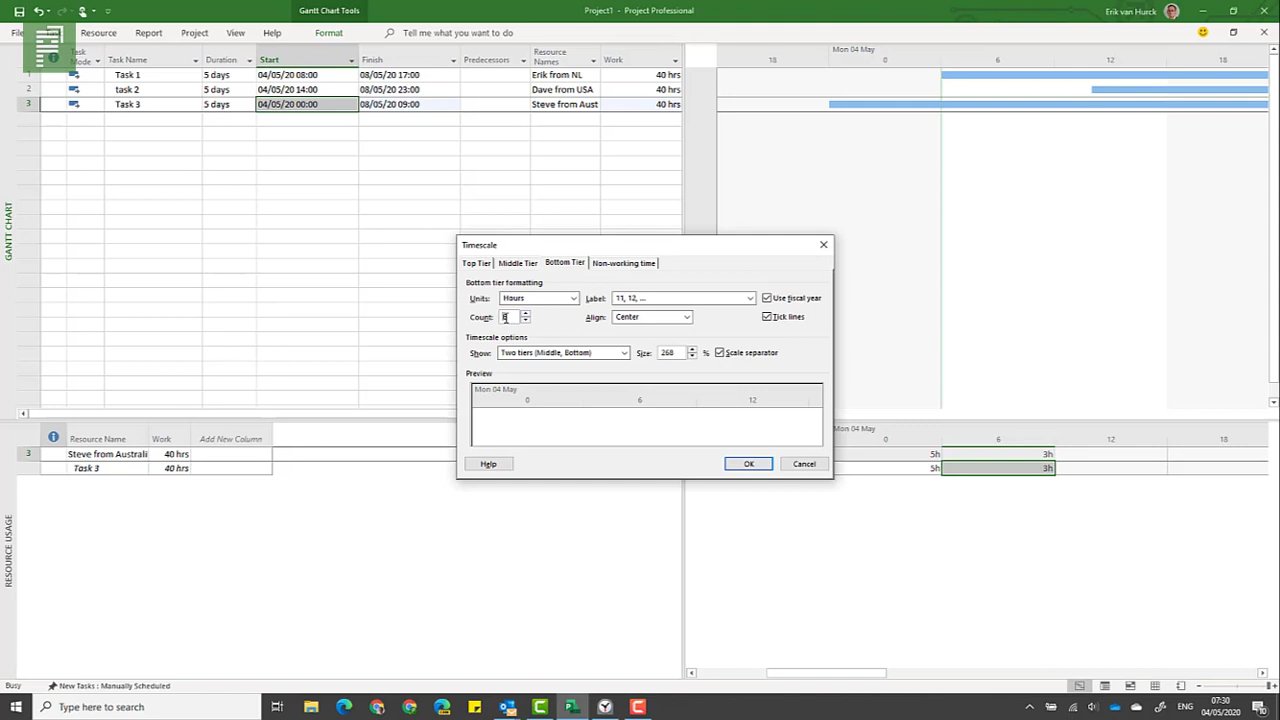 Gantt Chart Tools
Project1 - Project Professional
Erik van Hurck
Resource Report Project View Help Format Tell me what you want to do
Task Mode Task Name Duration Start Finish Predecessors Resource Names Work
Mon 04 May
18 0 6 12 18
1 Task 1 5 days 04/05/20 08:00 08/05/20 17:00 Erik from NL 40 hrs
2 task 2 5 days 04/05/20 14:00 08/05/20 23:00 Dave from USA 40 hrs
3 Task 3 5 days 04/05/20 00:00 08/05/20 09:00 Steve from Aust 40 hrs
GANTT CHART
Timescale
Top Tier Middle Tier Bottom Tier Non-working time
Bottom tier formatting
Units: Hours Label: 11, 12, ... Use fiscal year
Count: Align: Center Tick lines
Timescale options
Show: Two tiers (Middle, Bottom) Size: 268 % Scale separator
Preview
Mon 04 May
0 6 12
Help OK Cancel
Resource Name Work Add New Column
04 May
0 6 12 18
3 Steve from Australi 40 hrs 5h 3h
Task 3 40 hrs 5h 3h
RESOURCE USAGE
Busy New Tasks : Manually Scheduled
Type here to search
ENG
07:30
04/05/2020